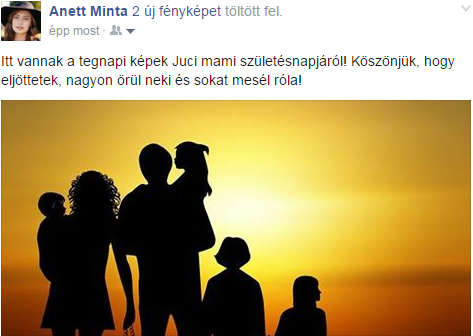 Anett Minta 2 új fényképet töltött fel.
épp most ·
Itt vannak a tegnapi képek Juci mami születésnapjáról! Köszönjük, hogy
eljöttetek, nagyon örül neki és sokat mesél róla!